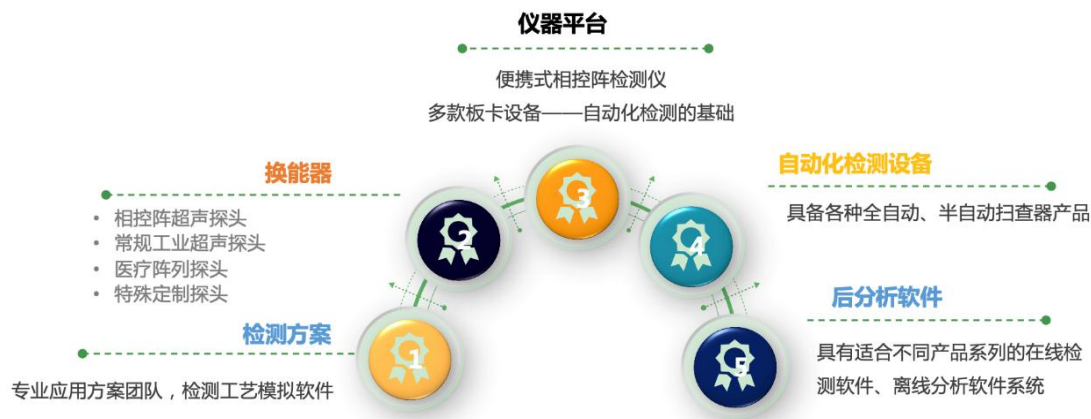 仪器平台
便携式相控阵检测仪
多款板卡设备——自动化检测的基础
换能器
• 相控阵超声探头
• 常规工业超声探头
• 医疗阵列探头
• 特殊定制探头
自动化检测设备
具备各种全自动、半自动扫查器产品
检测方案
专业应用方案团队，检测工艺模拟软件
后分析软件
具有适合不同产品系列的在线检
测软件、离线分析软件系统
1
2
3
4
5